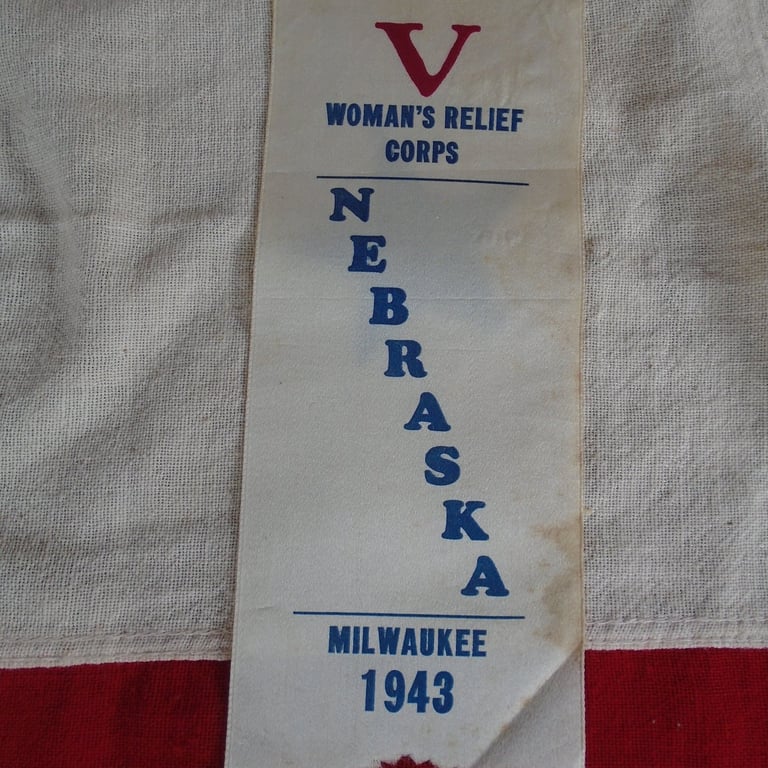 V
WOMAN'S RELIEF
CORPS
NEBRASKA
MILWAUKEE
1943